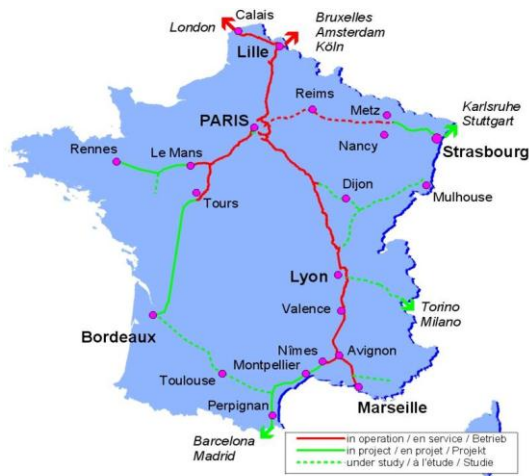 Calais
London
Bruxelles
Amsterdam
Köln
Lille
Reims
Metz
PARIS
Karlsruhe
Stuttgart
Nancy
Strasbourg
Rennes
Le Mans
Dijon
Mulhouse
Tours
Lyon
Torino
Milano
Valence
Bordeaux
Nîmes
Avignon
Montpellier
Toulouse
Marseille
Perpignan
Barcelona
Madrid
in operation / en service / Betrieb
in project / en projet / Projekt
under study / à l'étude / Studie